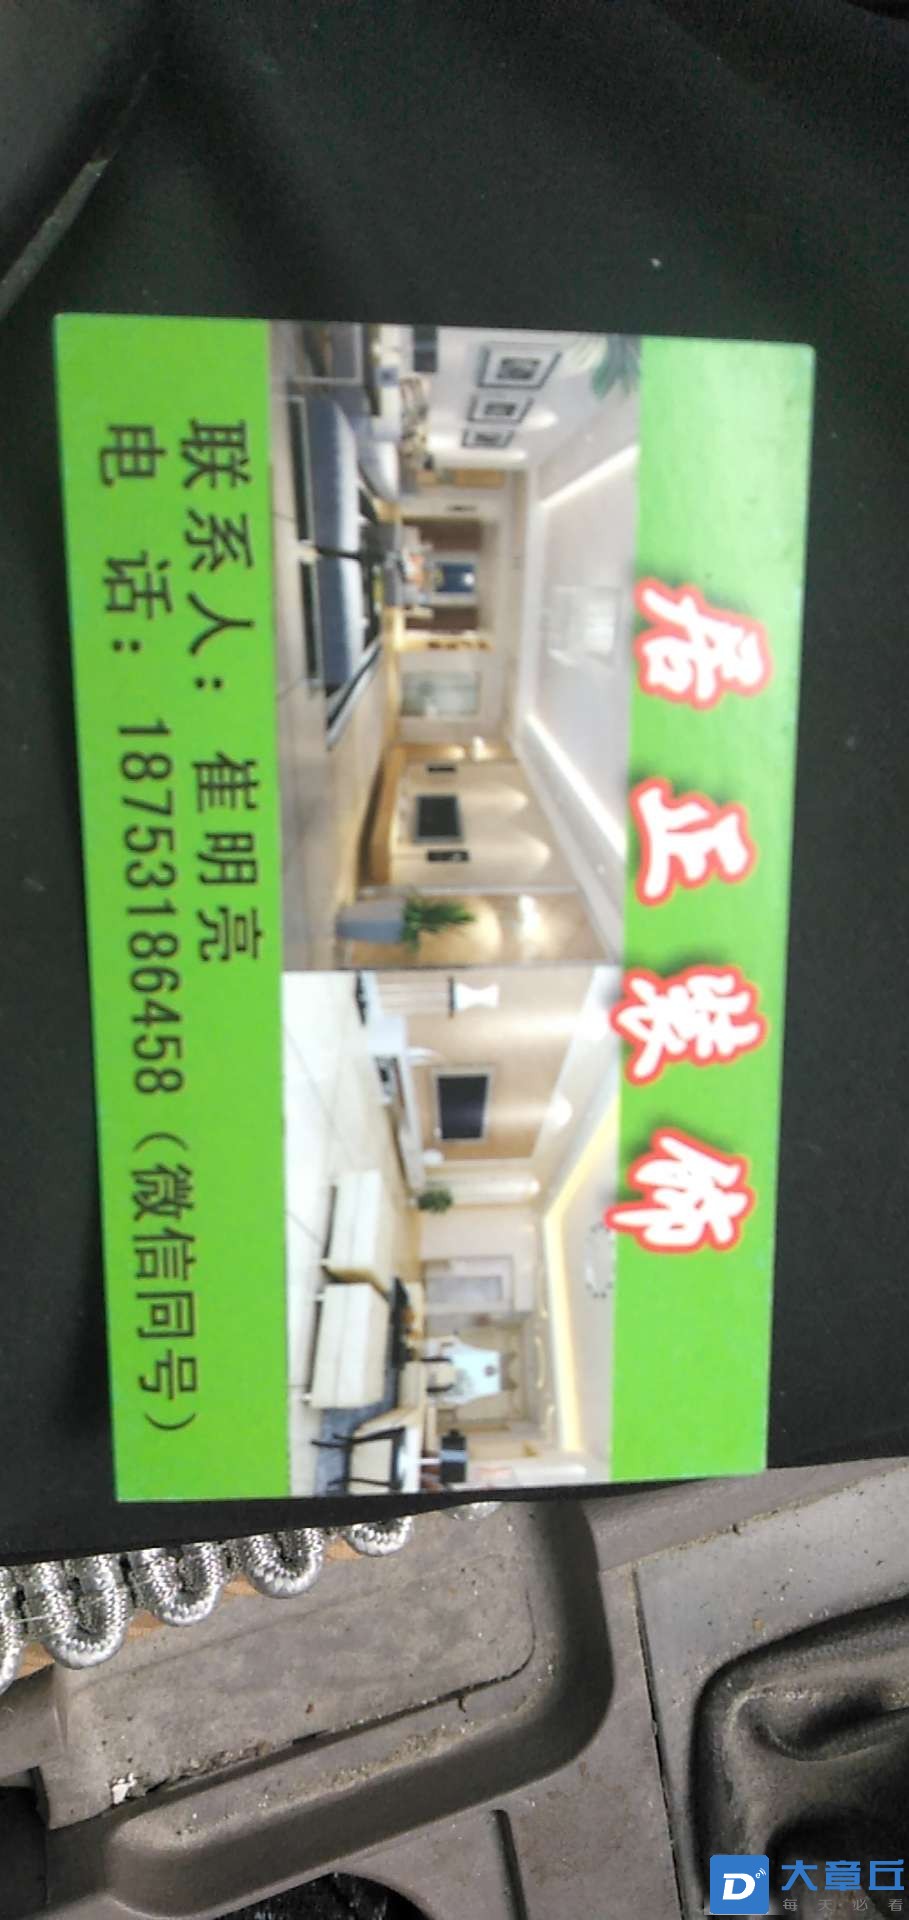 居正装饰
联系人：崔明亮
电 话：18753186458（微信同号）
大章丘
每天必看